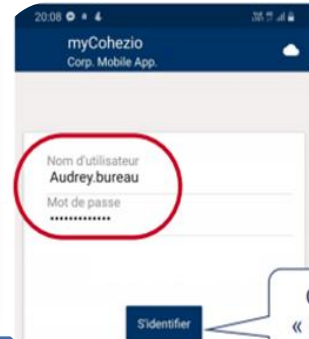 20:08
myCohezio
Corp. Mobile App.
Nom d'utilisateur
Audrey.bureau
Mot de passe
•••••••••••••
S'identifier
«